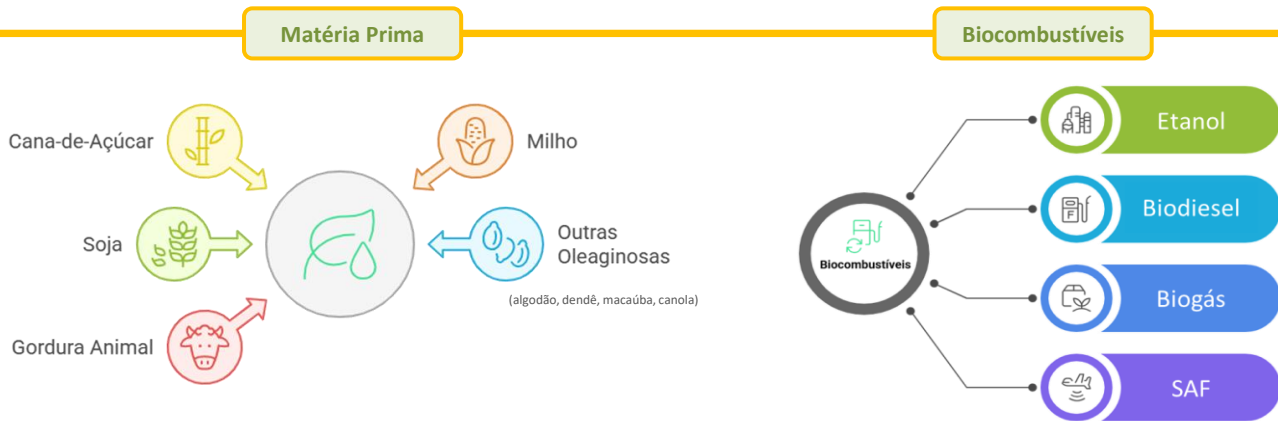 Matéria Prima
Cana-de-Açúcar
Milho
Soja
Outras
Oleaginosas
(algodão, dendê, macaúba, canola)
Gordura Animal
Biocombustíveis
Biocombustíveis
Etanol
F
Biodiesel
Biogás
SAF